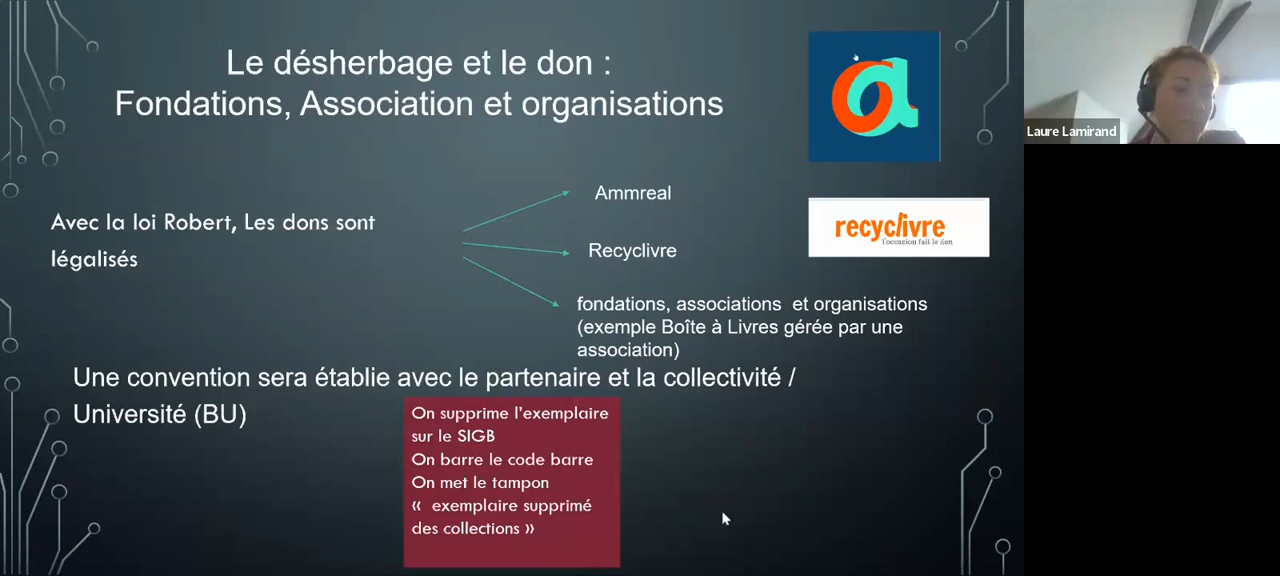 Le désherbage et le don :
Fondations, Association et organisations
Avec la loi Robert, Les dons sont
légalisés
Ammreal
Recyclivre
fondations, associations et organisations
(exemple Boîte à Livres gérée par une
association)
a
recyclivre
l'occasion fait le lien
Une convention sera établie avec le partenaire et la collectivité /
Université (BU)
On supprime l'exemplaire
sur le SIGB
On barre le code barre
On met le tampon
« exemplaire supprimé
des collections »
Laure Lamirand